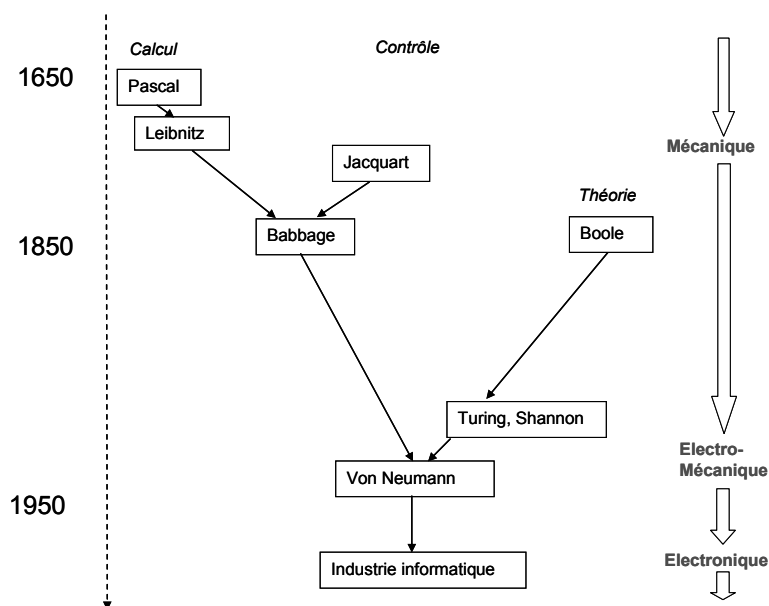 Calcul
Contrôle
1650
Pascal
Leibnitz
Mécanique
Jacquart
Théorie
Babbage
Boole
1850
Turing, Shannon
Electro-
Mécanique
Von Neumann
1950
Electronique
Industrie informatique